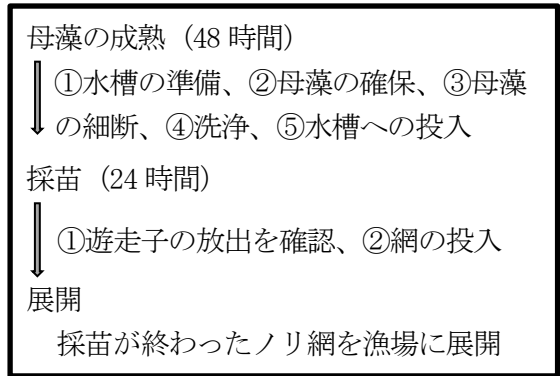 母藻の成熟（48 時間）
①水槽の準備、②母藻の確保、③母藻
の細断、④洗浄、⑤水槽への投入
採苗（24 時間）
①遊走子の放出を確認、②網の投入
展開
採苗が終わったノリ網を漁場に展開